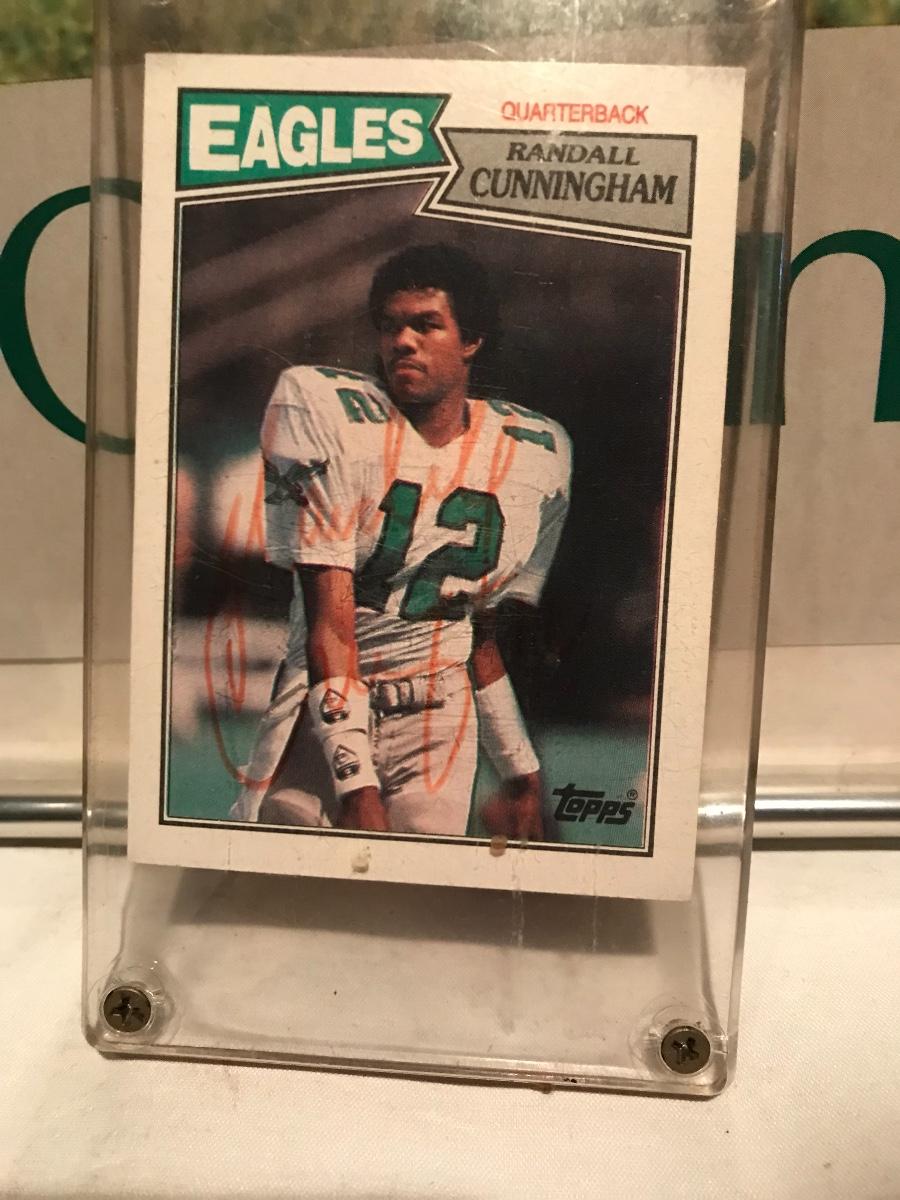 EAGLES
QUARTERBACK
RANDALL
CUNNINGHAM
12
12
12
topps®